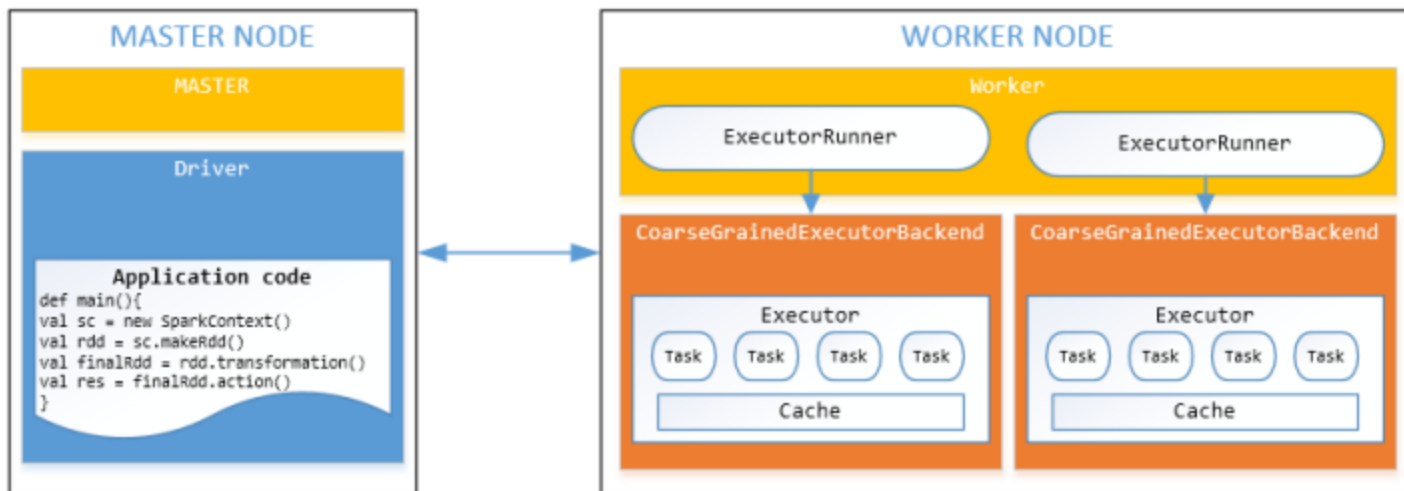 MASTER NODE
MASTER
Driver
Application code
def main(){
val sc = new SparkContext()
val rdd = sc.makeRdd()
val finalRdd = rdd.transformation()
val res = finalRdd.action()
}
WORKER NODE
Worker
ExecutorRunner
ExecutorRunner
CoarseGrainedExecutorBackend
Executor
Task Task Task Task
Cache
CoarseGrainedExecutorBackend
Executor
Task Task Task Task
Cache